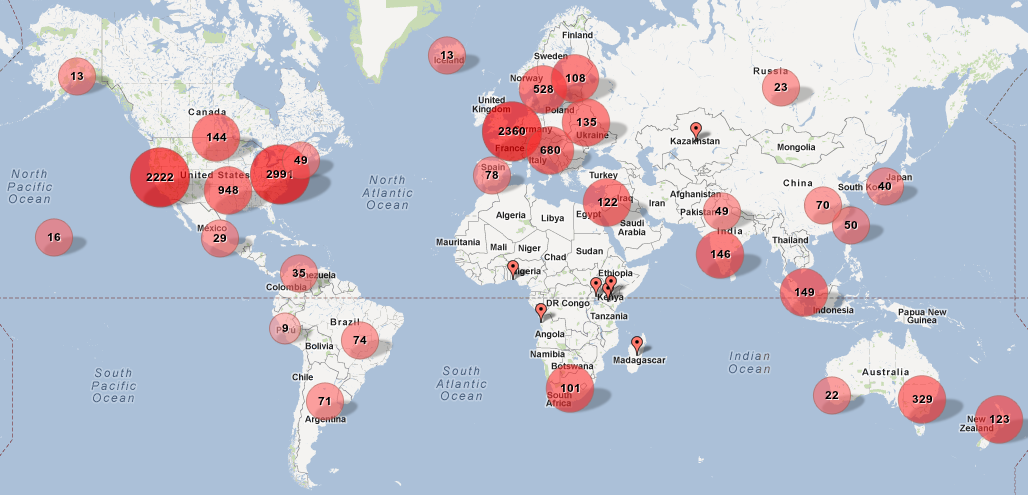 Finland
13
Iceland
Sweden
13
Norway
108
Russia
528
23
United
Kingdom
Poland
Canada
135
2360
Germany
Ukraine
144
Kazakhstan
France
680
Mongolia
49
Italy
2222
United States
2991
Spain
78
Turkey
China
Japan
North
Pacific
Ocean
948
North
Atlantic
Ocean
122
Iraq
Iran
Afghanistan
South Ko
40
Algeria
Libya
Egypt
Pakistan
49
70
Saudi
Arabia
India
50
México
29
16
Mauritania
Mali
Niger
Chad
Sudan
146
Thailand
35
Venezuela
Colombia
Nigeria
Ethiopia
Kenya
149
DR Congo
Indonesia
Papua New
Guinea
Tanzania
9
Peru
Brazil
74
Angola
Bolivia
Madagascar
Namibia
Botswana
Indian
Ocean
South
Pacific
Ocean
Chile
South
Atlantic
Ocean
101
South
Africa
Australia
71
22
329
Argentina
New
Zealand
123